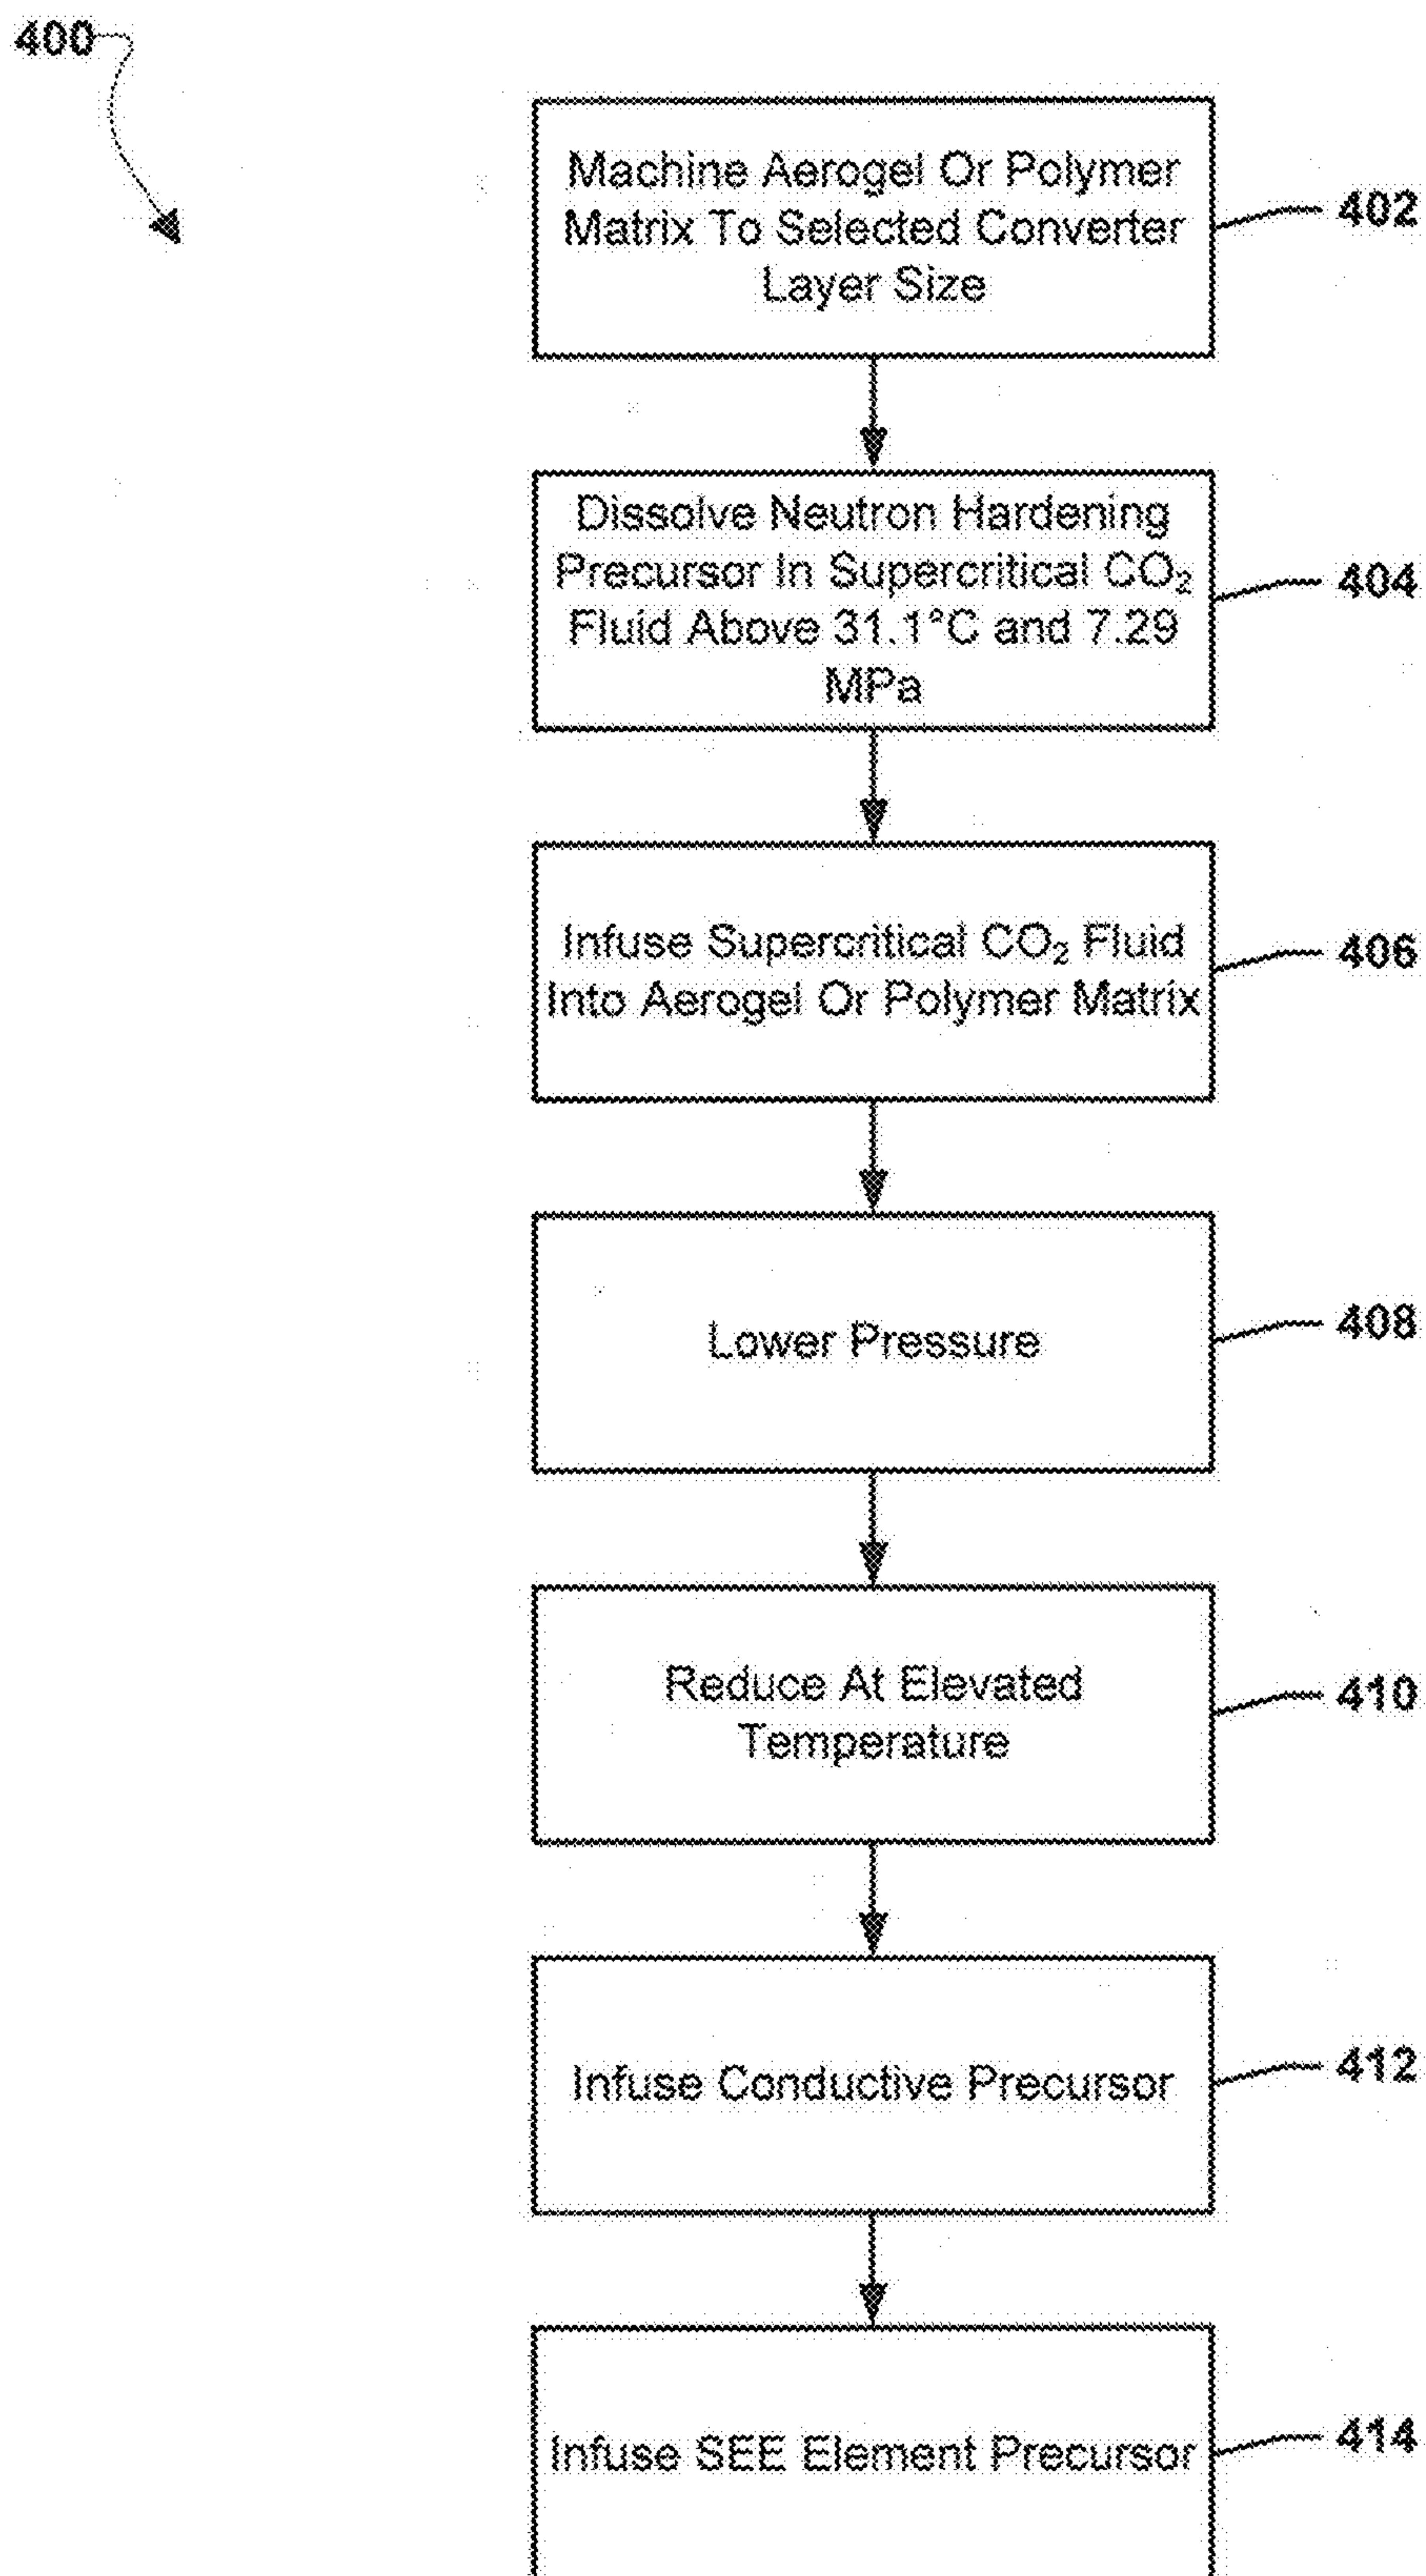 400
Machine Aerogel Or Polymer
Matrix To Selected Converter
Layer Size
402
Dissolve Neutron Hardening
Precursor In Supercritical CO₂
Fluid Above 31.1°C and 7.29
MPa
404
Infuse Supercritical CO₂ Fluid
Into Aerogel Or Polymer Matrix
406
Lower Pressure
408
Reduce At Elevated
Temperature
410
Infuse Conductive Precursor
412
Infuse SEE Element Precursor
414